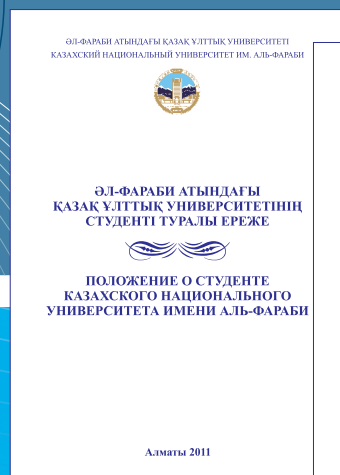 ӘЛ-ФАРАБИ АТЫНДАҒЫ ҚАЗАҚ ҰЛТТЫҚ УНИВЕРСИТЕТІ
КАЗАХСКИЙ НАЦИОНАЛЬНЫЙ УНИВЕРСИТЕТ ИМ. АЛЬ-ФАРАБИ
ӘЛ-ФАРАБИ АТЫНДАҒЫ
ҚАЗАҚ ҰЛТТЫҚ УНИВЕРСИТЕТІНІҢ
СТУДЕНТІ ТУРАЛЫ ЕРЕЖЕ
ПОЛОЖЕНИЕ О СТУДЕНТЕ
КАЗАХСКОГО НАЦИОНАЛЬНОГО
УНИВЕРСИТЕТА ИМЕНИ АЛЬ-ФАРАБИ
Алматы 2011